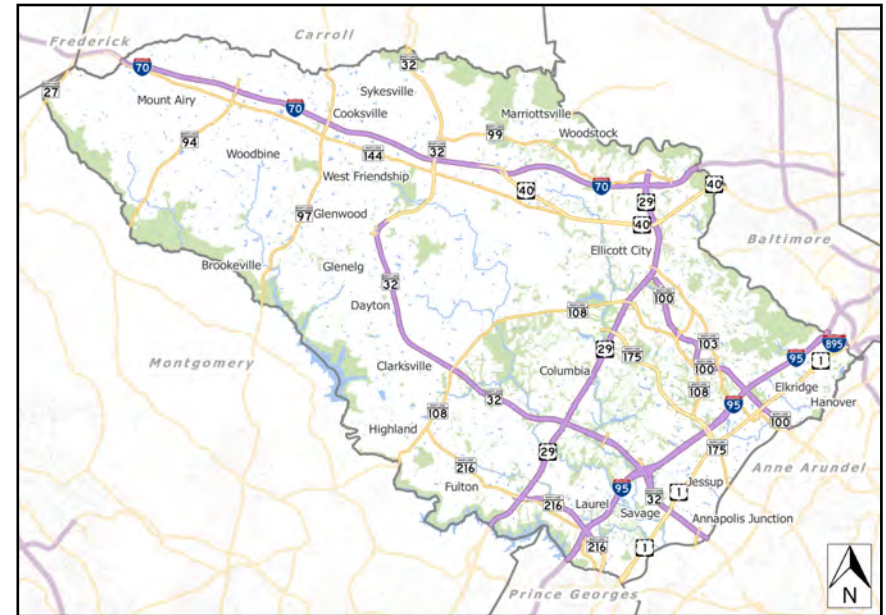 Carroll
Frederick
70
32
27
Mount Airy
Sykesville
70
Cooksville
Marriottsville
99
Woodstock
94
Woodbine
144
32
West Friendship
70
40
40
29
97
Glenwood
40
Baltimore
Ellicott City
Brookeville
Glenelg
32
100
Dayton
108
29
175
103
895
95
1
Montgomery
Clarksville
Columbia
100
Elkridge
108
95
Hanover
32
108
100
Highland
29
175
216
Anne Arundel
Fulton
95
Jessup
1
32
216
Laurel
Savage
Annapolis Junction
216
1
Prince Georges
N